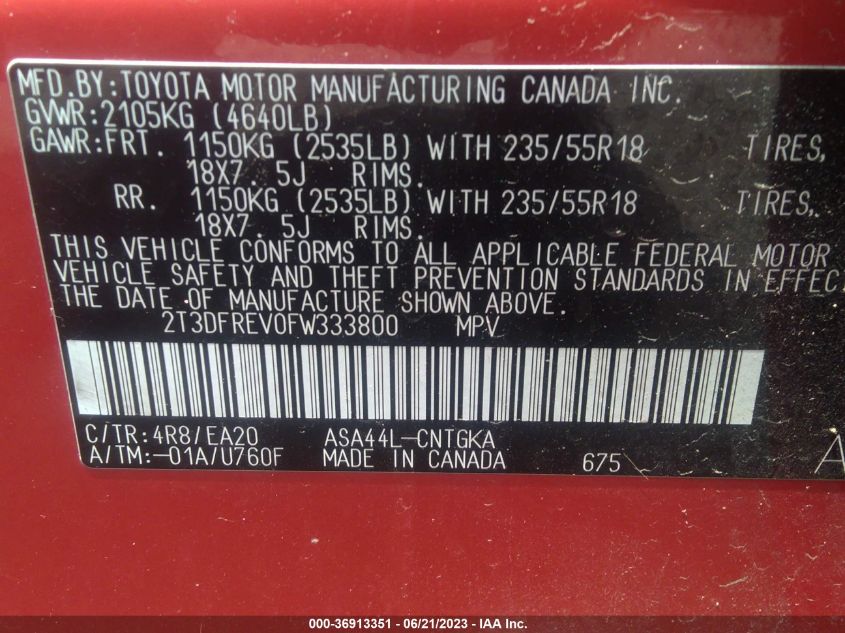 MFD.BY:TOYOTA MOTOR MANUFACTURING CANADA INC.
GVWR:2105KG (4640LB)
GAWR:FRT. 1150KG (2535LB) WITH 235/55R18 TIRES,
18X7. 5J RIMS.
RR. 1150KG (2535LB) WITH 235/55R18 TIRES,
18X7. 5J RIMS.
THIS VEHICLE CONFORMS TO ALL APPLICABLE FEDERAL MOTOR
VEHICLE SAFETY AND THEFT PREVENTION STANDARDS IN EFFEC
THE DATE OF MANUFACTURE SHOWN ABOVE.
2T3DFREV0FW333800 MPV
C/TR:4R8/EA20 ASA44L-CNTGKA
A/TM:-01A/U760F MADE IN CANADA 675 A
000-36913351 - 06/21/2023 - IAA Inc.